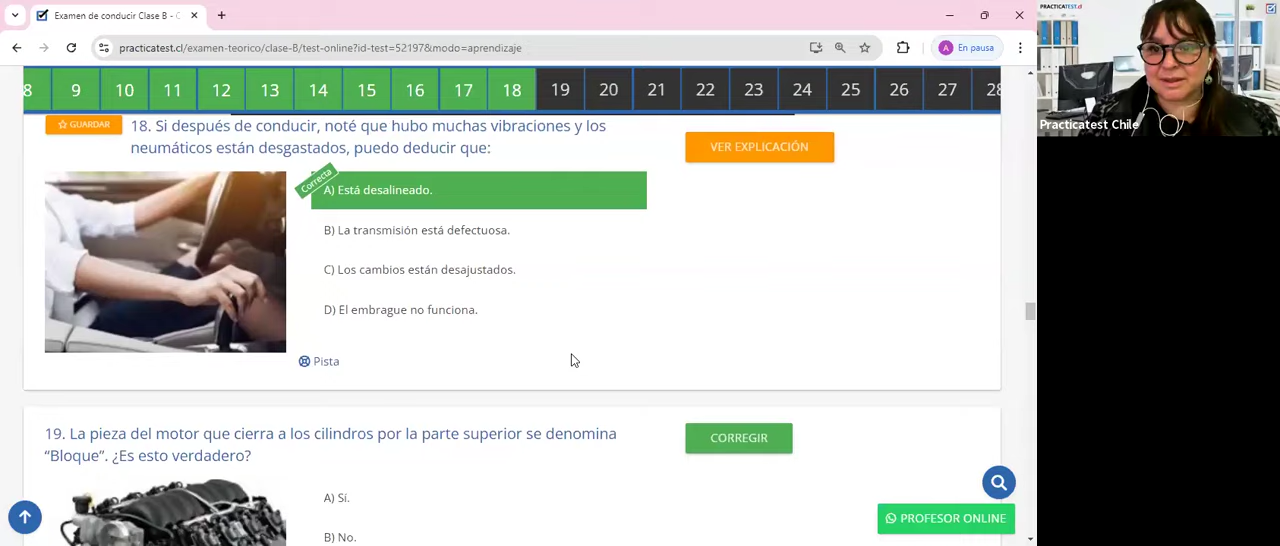 Examen de conducir Clase B - C
practicatest.cl/examen-teorico/clase-B/test-online?id-test=52197&modo=aprendizaje
A
En pausa
PRACTICATEST.cl
Practicatest Chile
8 9 10 11 12 13 14 15 16 17 18 19 20 21 22 23 24 25 26 27 28
GUARDAR
18. Si después de conducir, noté que hubo muchas vibraciones y los
neumáticos están desgastados, puedo deducir que:
VER EXPLICACIÓN
Correcta
A) Está desalineado.
B) La transmisión está defectuosa.
C) Los cambios están desajustados.
D) El embrague no funciona.
Pista
19. La pieza del motor que cierra a los cilindros por la parte superior se denomina
“Bloque”. ¿Es esto verdadero?
CORREGIR
A) Sí.
B) No.
PROFESOR ONLINE